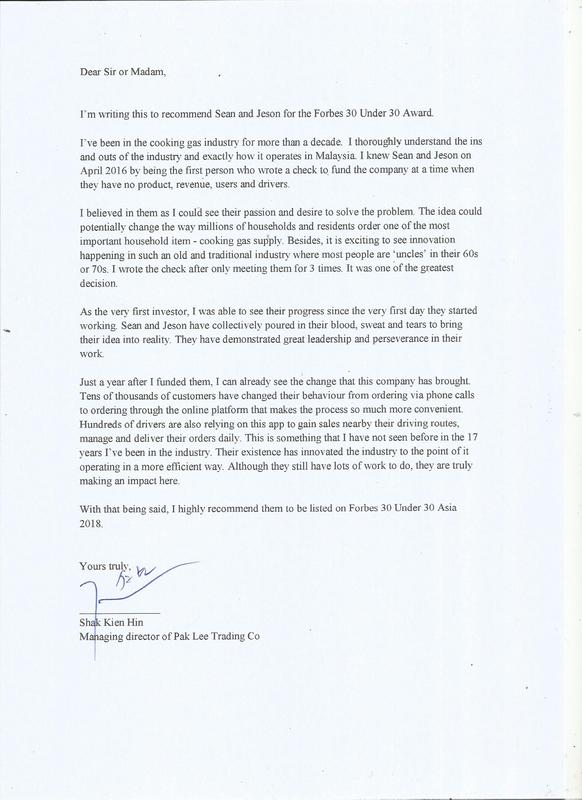 Dear Sir or Madam,
I'm writing this to recommend Sean and Jeson for the Forbes 30 Under 30 Award.
I've been in the cooking gas industry for more than a decade. I thoroughly understand the ins
and outs of the industry and exactly how it operates in Malaysia. I knew Sean and Jeson on
April 2016 by being the first person who wrote a check to fund the company at a time when
they have no product, revenue, users and drivers.
I believed in them as I could see their passion and desire to solve the problem. The idea could
potentially change the way millions of households and residents order one of the most
important household item - cooking gas supply. Besides, it is exciting to see innovation
happening in such an old and traditional industry where most people are 'uncles' in their 60s
or 70s. I wrote the check after only meeting them for 3 times. It was one of the greatest
decision.
As the very first investor, I was able to see their progress since the very first day they started
working. Sean and Jeson have collectively poured in their blood, sweat and tears to bring
their idea into reality. They have demonstrated great leadership and perseverance in their
work.
Just a year after I funded them, I can already see the change that this company has brought.
Tens of thousands of customers have changed their behaviour from ordering via phone calls
to ordering through the online platform that makes the process so much more convenient.
Hundreds of drivers are also relying on this app to gain sales nearby their driving routes,
manage and deliver their orders daily. This is something that I have not seen before in the 17
years I've been in the industry. Their existence has innovated the industry to the point of it
operating in a more efficient way. Although they still have lots of work to do, they are truly
making an impact here.
With that being said, I highly recommend them to be listed on Forbes 30 Under 30 Asia
2018.
Yours truly,
Shak Kien Hin
Managing director of Pak Lee Trading Co